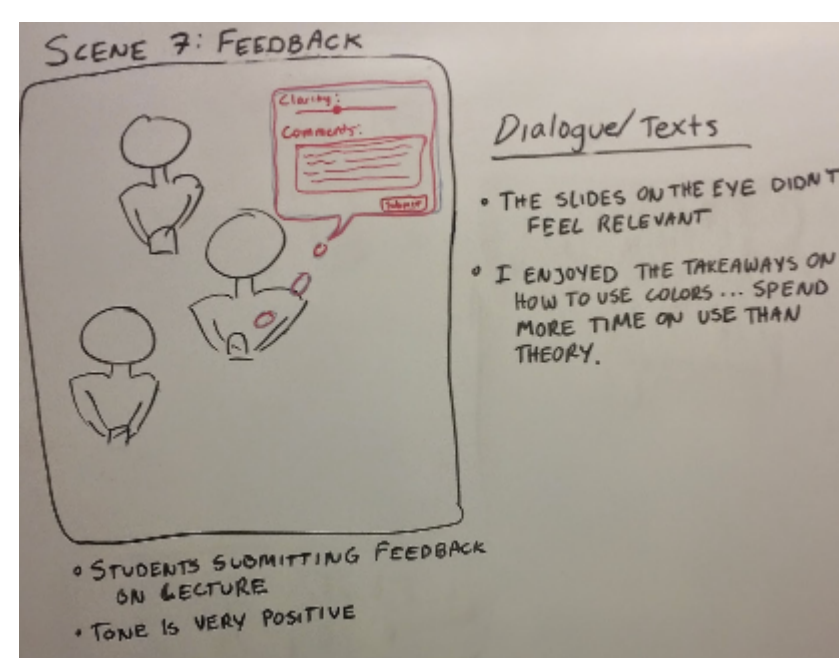 SCENE 7: FEEDBACK
Clarity:
Comments:
Submit
• STUDENTS SUBMITTING FEEDBACK
ON LECTURE
• TONE IS VERY POSITIVE
Dialogue/Texts
• THE SLIDES ON THE EYE DIDN'T
FEEL RELEVANT
• I ENJOYED THE TAKEAWAYS ON
HOW TO USE COLORS... SPEND
MORE TIME ON USE THAN
THEORY.